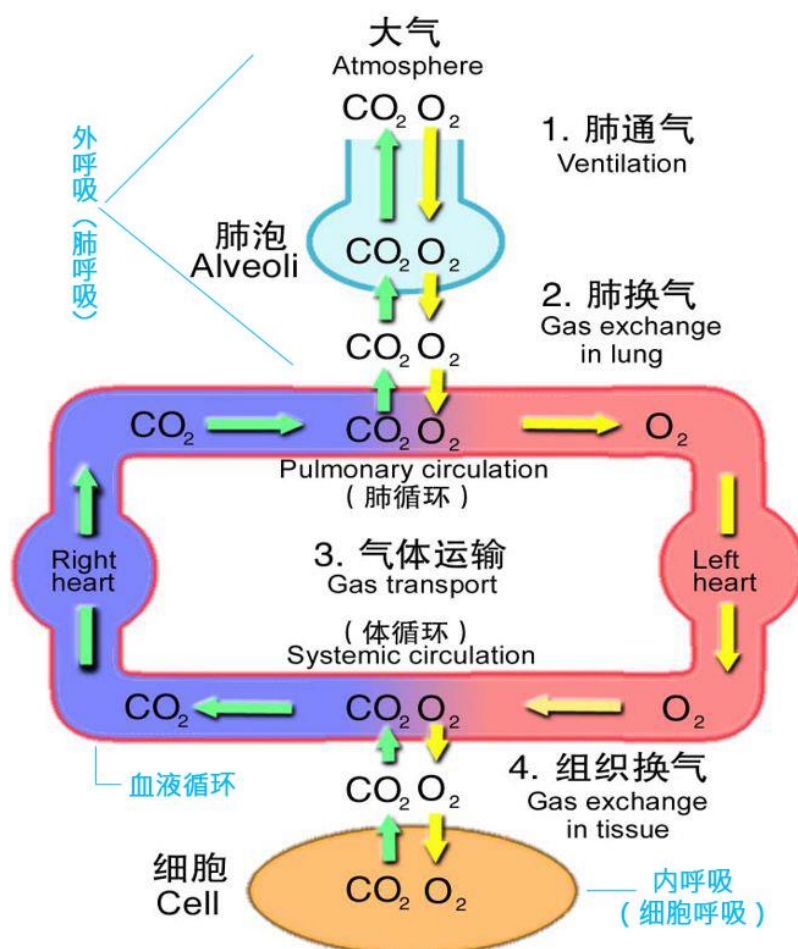 大气
Atmosphere
CO₂ O₂
1. 肺通气
Ventilation
外呼吸（肺呼吸）
肺泡
Alveoli
CO₂ O₂
2. 肺换气
Gas exchange
in lung
CO₂ O₂
CO₂
CO₂ O₂
O₂
Pulmonary circulation
（肺循环）
Right
heart
3. 气体运输
Gas transport
Left
heart
（体循环）
Systemic circulation
CO₂
CO₂ O₂
O₂
血液循环
CO₂ O₂
4. 组织换气
Gas exchange
in tissue
细胞
Cell
CO₂ O₂
内呼吸
（细胞呼吸）